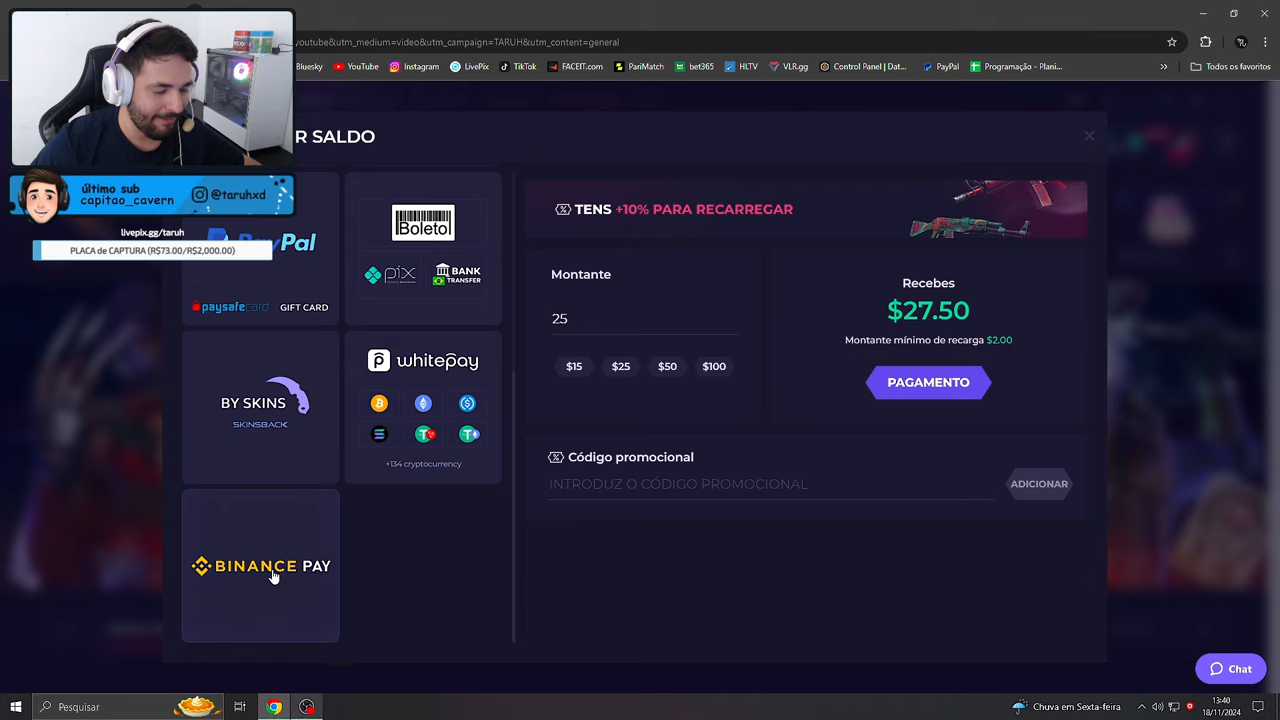 youtube&utm_medium=video&utm_campaign=TARUH&utm_content=general
Bluesky
YouTube
Instagram
LivePix
TikTok
FACEIT.com
PariMatch
bet365
HLTV
VLR.gg
Control Panel | Dat...
PayPal
Programação - Plani...
»
Todos os favoritos
R SALDO
último sub
capitao_cavern
@taruhxd
livepix.gg/taruh
PLACA de CAPTURA (R$73.00/R$2,000.00)
PayPal
paysafecard
GIFT CARD
Boleto
pix
BANK
TRANSFER
BY SKINS
SKINSBACK
whitepay
+134 cryptocurrency
BINANCE PAY
TENS +10% PARA RECARREGAR
Montante
25
$15
$25
$50
$100
Recebes
$27.50
Montante mínimo de recarga $2.00
PAGAMENTO
Código promocional
INTRODUZ O CÓDIGO PROMOCIONAL
ADICIONAR
Chat
Pesquisar
Chuva em Sexta-feira
13:40
18/11/2024